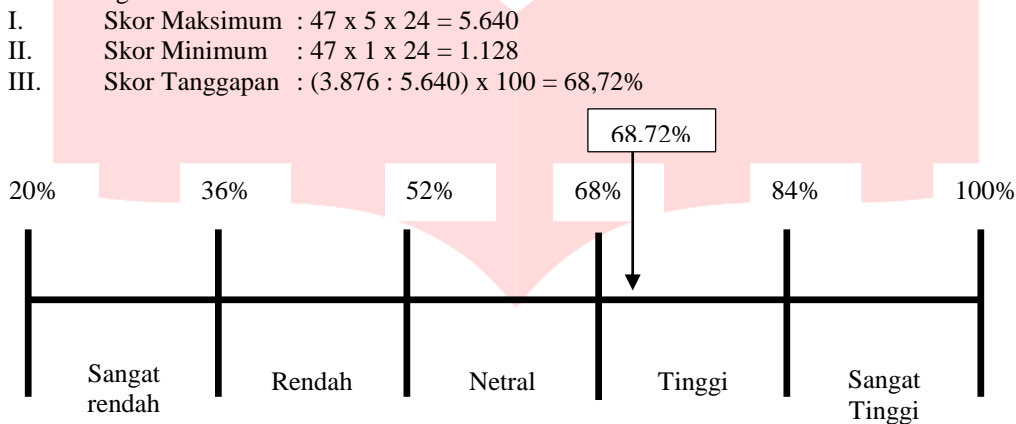 I. Skor Maksimum : 47 x 5 x 24 = 5.640
II. Skor Minimum : 47 x 1 x 24 = 1.128
III. Skor Tanggapan : (3.876 : 5.640) x 100 = 68,72%
68.72%
20% 36% 52% 68% 84% 100%
Sangat
rendah
Rendah
Netral
Tinggi
Sangat
Tinggi